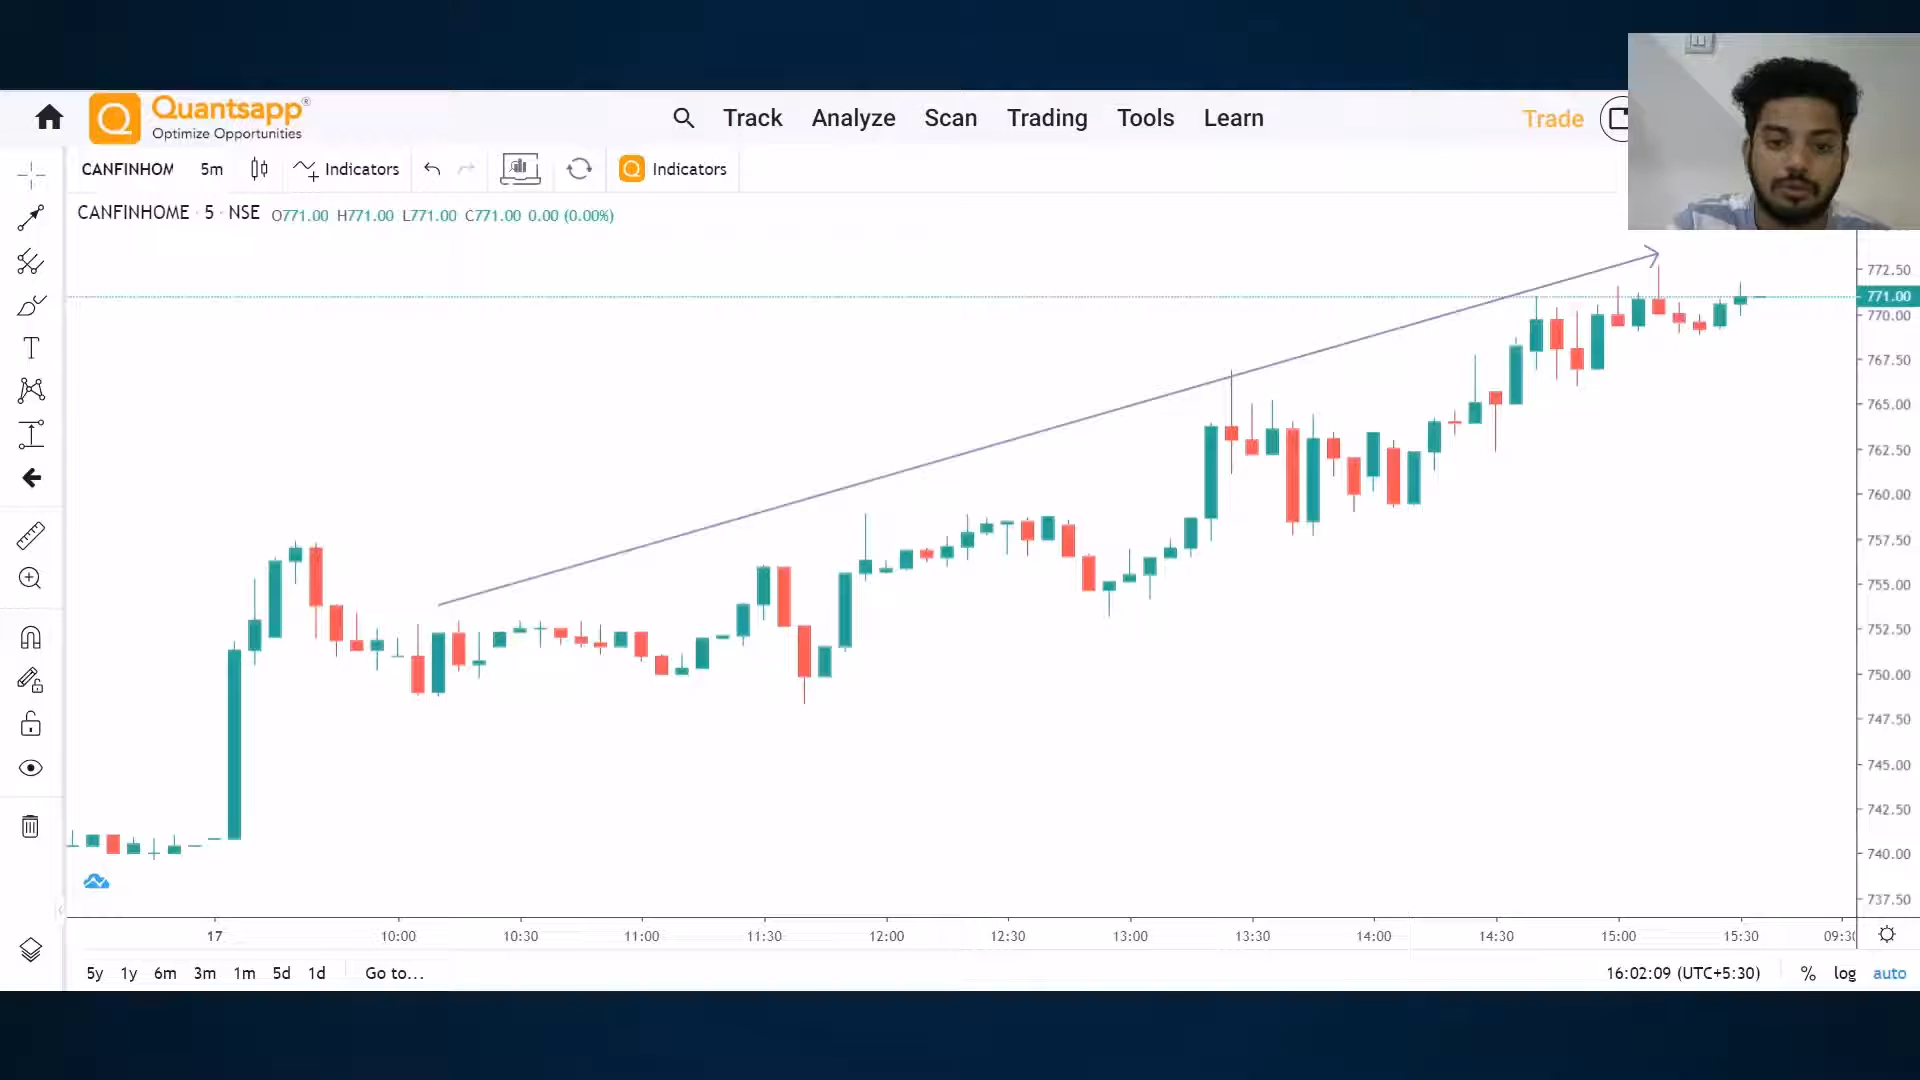 Quantsapp®
Optimize Opportunities
Track Analyze Scan Trading Tools Learn
Trade
CANFINHOM 5m Indicators Indicators
CANFINHOME · 5 · NSE O771.00 H771.00 L771.00 C771.00 0.00 (0.00%)
772.50
771.00
770.00
767.50
765.00
762.50
760.00
757.50
755.00
752.50
750.00
747.50
745.00
742.50
740.00
737.50
17 10:00 10:30 11:00 11:30 12:00 12:30 13:00 13:30 14:00 14:30 15:00 15:30
5y 1y 6m 3m 1m 5d 1d Go to... 16:02:09 (UTC+5:30) % log auto